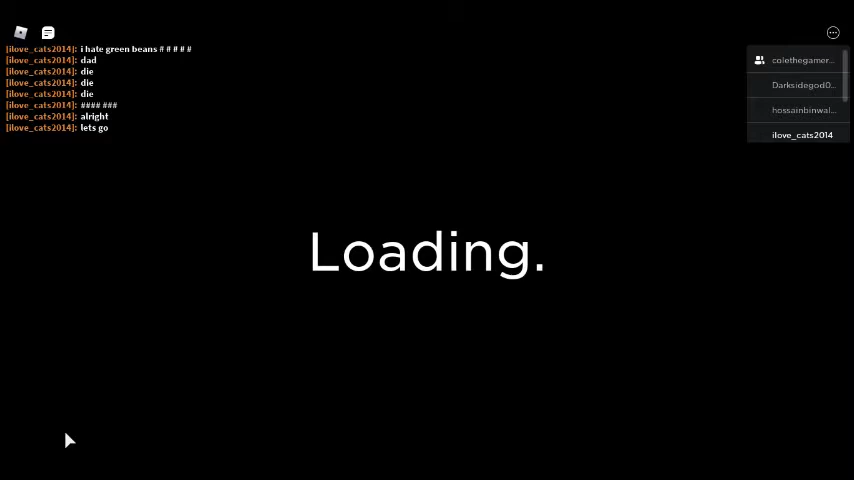 [ilove_cats2014]: i hate green beans # # # # #
[ilove_cats2014]: dad
[ilove_cats2014]: die
[ilove_cats2014]: die
[ilove_cats2014]: die
[ilove_cats2014]: #### ###
[ilove_cats2014]: alright
[ilove_cats2014]: lets go
colethegamer...
Darksidegod0...
hossainbinwal...
ilove_cats2014
Loading.